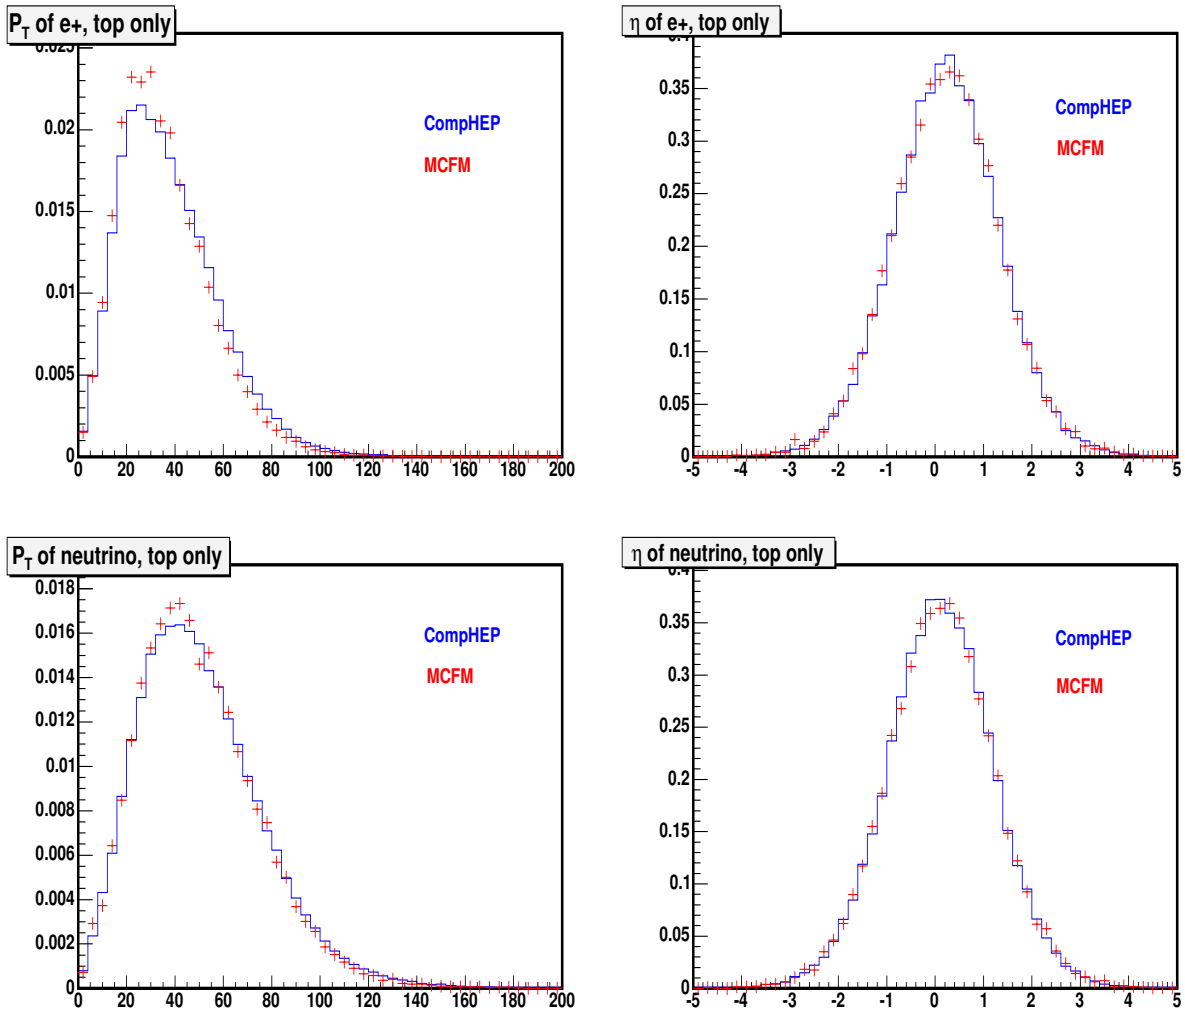 P_T of e+, top only
0.025
0.02
0.015
0.01
0.005
0
CompHEP
MCFM
0 20 40 60 80 100 120 140 160 180 200
η of e+, top only
0.4
0.35
0.3
0.25
0.2
0.15
0.1
0.05
0
CompHEP
MCFM
-5 -4 -3 -2 -1 0 1 2 3 4 5
P_T of neutrino, top only
0.018
0.016
0.014
0.012
0.01
0.008
0.006
0.004
0.002
0
CompHEP
MCFM
0 20 40 60 80 100 120 140 160 180 200
η of neutrino, top only
0.4
0.35
0.3
0.25
0.2
0.15
0.1
0.05
0
CompHEP
MCFM
-5 -4 -3 -2 -1 0 1 2 3 4 5